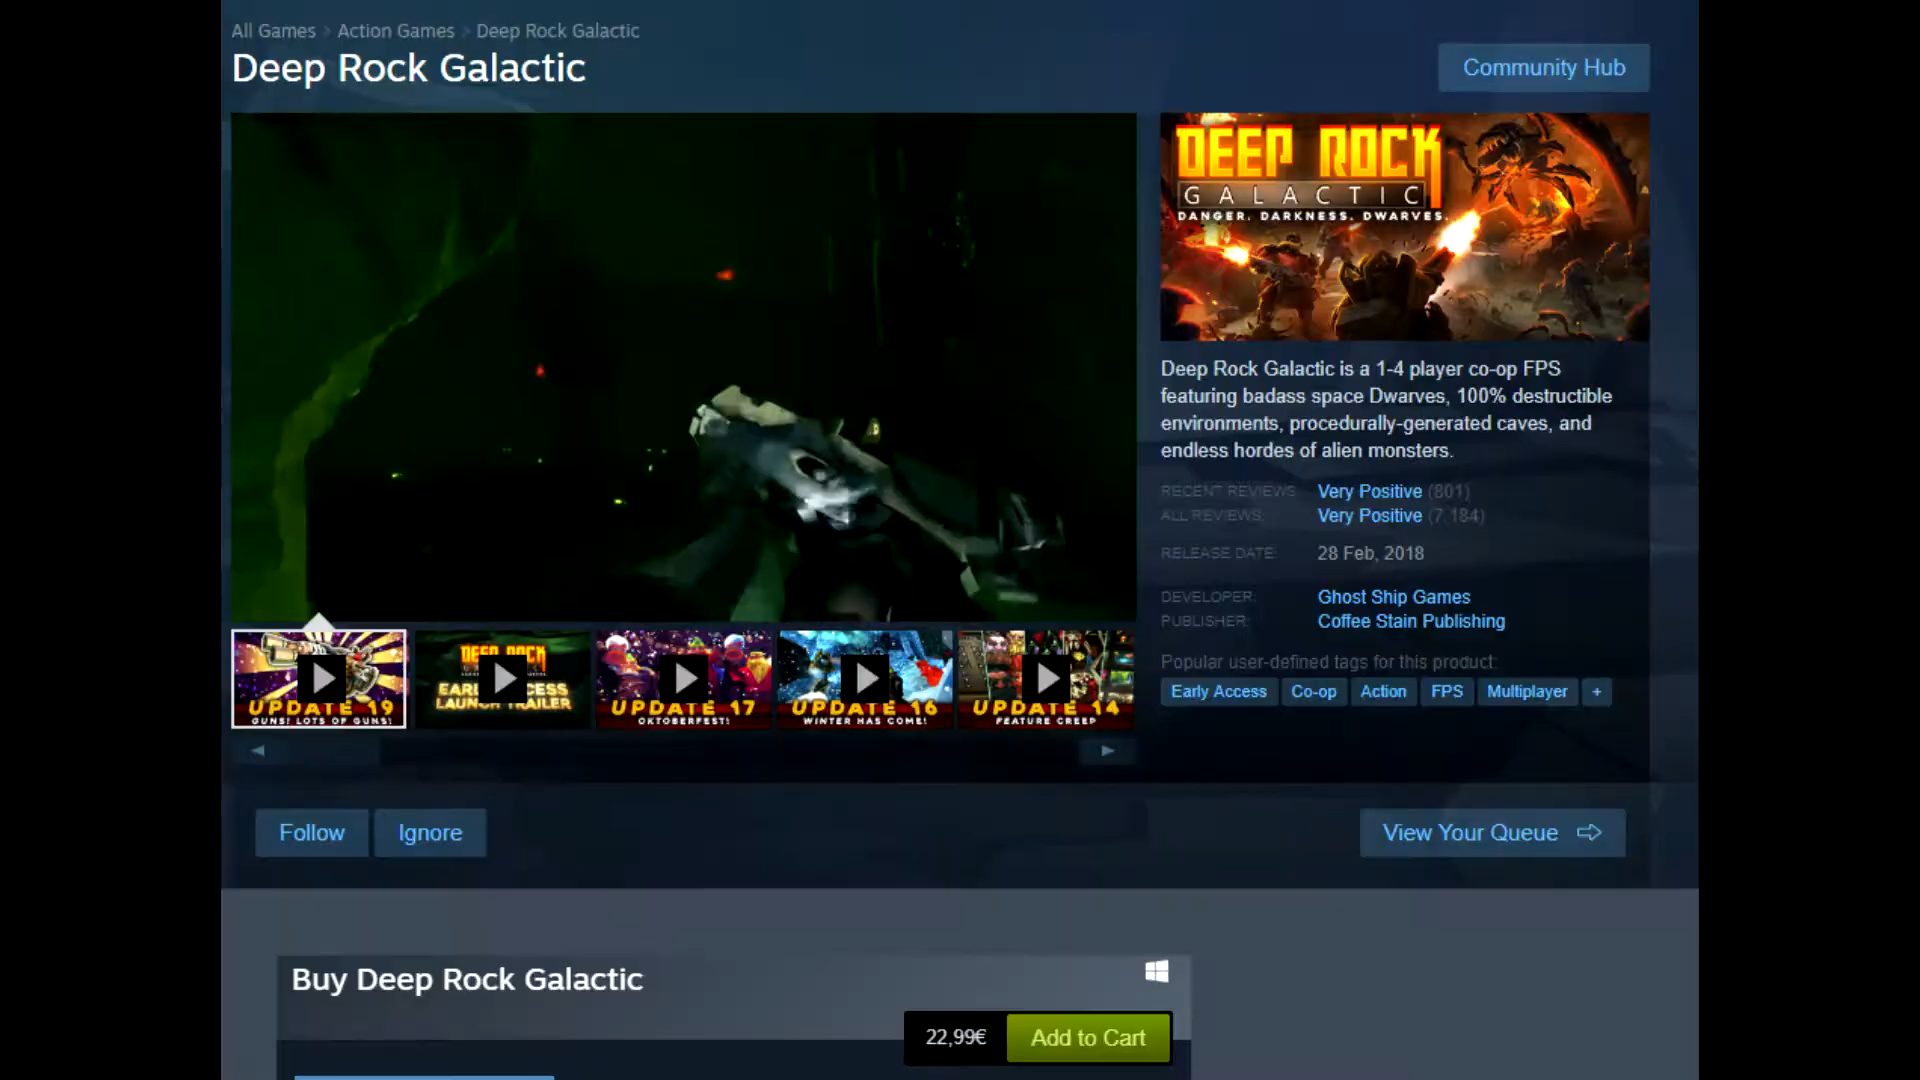 All Games > Action Games > Deep Rock Galactic
Deep Rock Galactic
Community Hub
DEEP ROCK
GALACTIC
DANGER. DARKNESS. DWARVES.
Deep Rock Galactic is a 1-4 player co-op FPS
featuring badass space Dwarves, 100% destructible
environments, procedurally-generated caves, and
endless hordes of alien monsters.
RECENT REVIEWS: Very Positive (801)
ALL REVIEWS: Very Positive (7,184)
RELEASE DATE: 28 Feb, 2018
DEVELOPER: Ghost Ship Games
PUBLISHER: Coffee Stain Publishing
Popular user-defined tags for this product:
Early Access Co-op Action FPS Multiplayer +
UPDATE 19
GUNS! LOTS OF GUNS!
DEEP ROCK
LAUNCH TRAILER
UPDATE 17
OKTOBERFEST!
UPDATE 16
WINTER HAS COME!
UPDATE 14
FEATURE CREEP
Follow
Ignore
View Your Queue
Buy Deep Rock Galactic
22,99€
Add to Cart